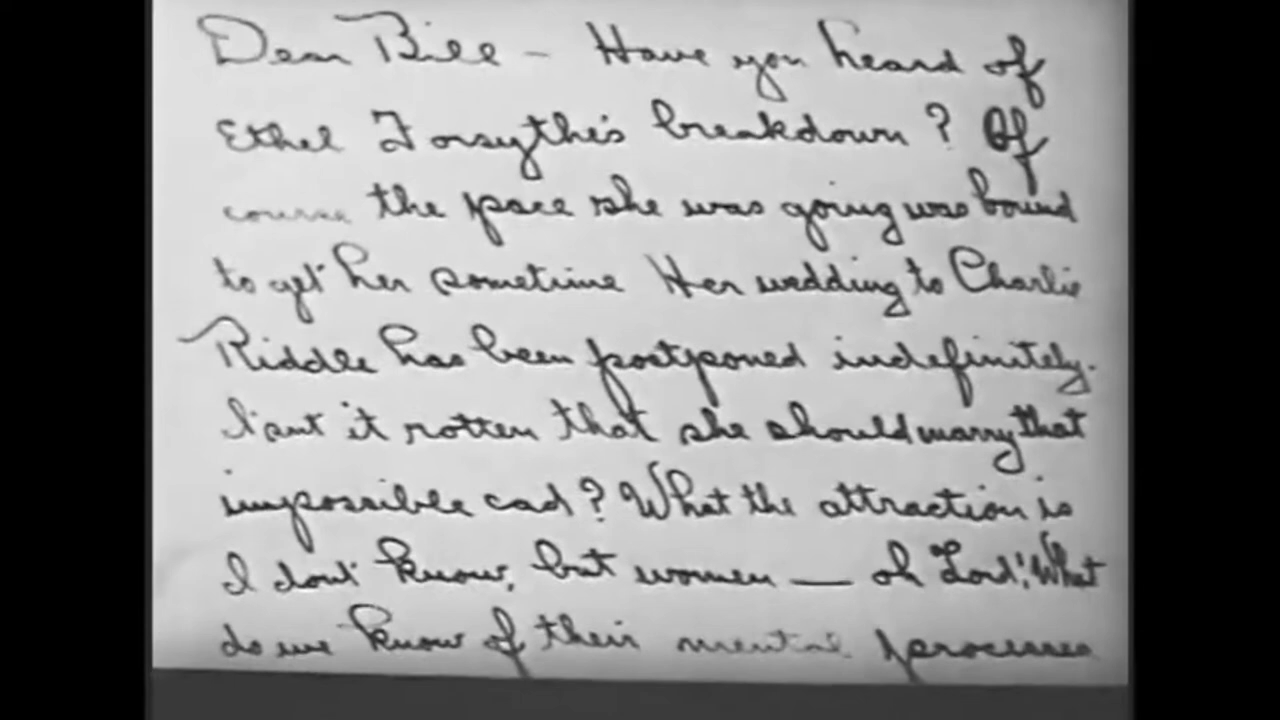 Dear Bill – Have you heard of
Ethel Forsythe's breakdown? Of
course the pace she was going was bound
to get her sometime Her wedding to Charlie
Riddle has been postponed indefinitely.
Isn't it rotten that she should marry that
impossible cad? What the attraction is
I don't know, but women — oh Lord! What
do we know of their mental processes